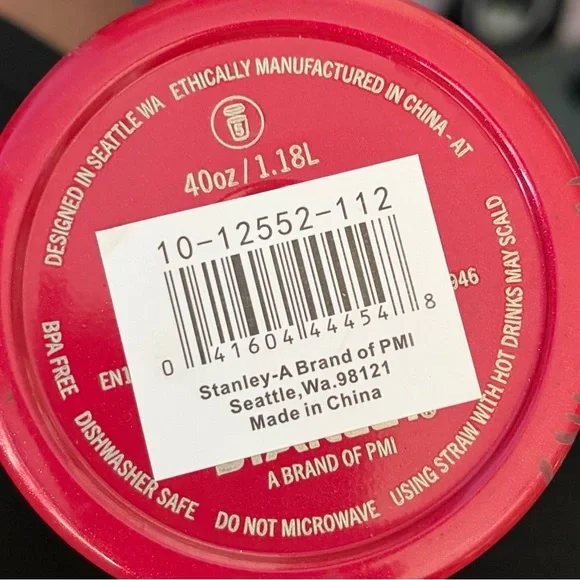 DESIGNED IN SEATTLE WA
ETHICALLY MANUFACTURED IN CHINA - AT
5
40oz / 1.18L
10-12552-112
0 41604 44454 8
Stanley-A Brand of PMI
Seattle,Wa.98121
Made in China
A BRAND OF PMI
BPA FREE
DISHWASHER SAFE
DO NOT MICROWAVE
USING STRAW WITH HOT DRINKS MAY SCALD